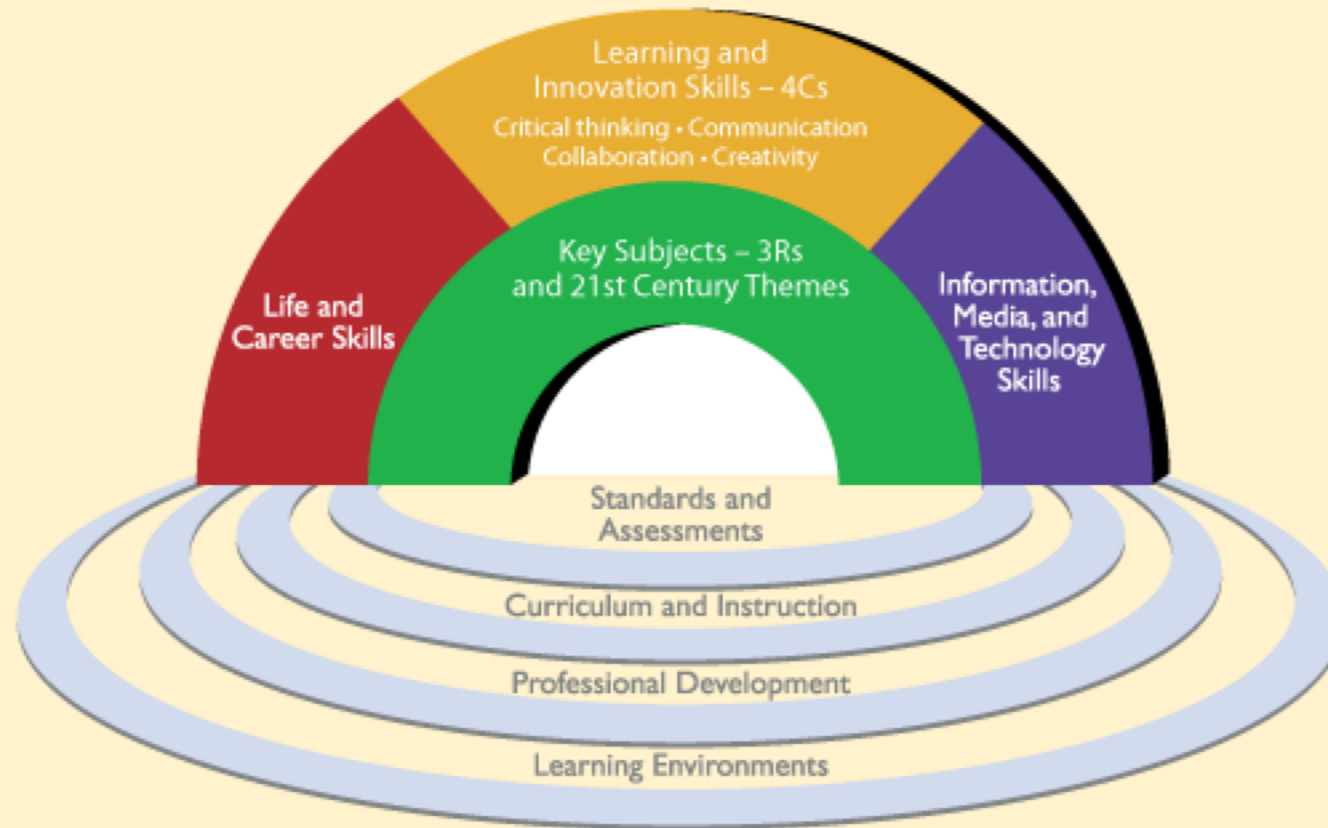 Learning and
Innovation Skills – 4Cs
Critical thinking • Communication
Collaboration • Creativity
Key Subjects – 3Rs
and 21st Century Themes
Life and
Career Skills
Information,
Media, and
Technology
Skills
Standards and
Assessments
Curriculum and Instruction
Professional Development
Learning Environments